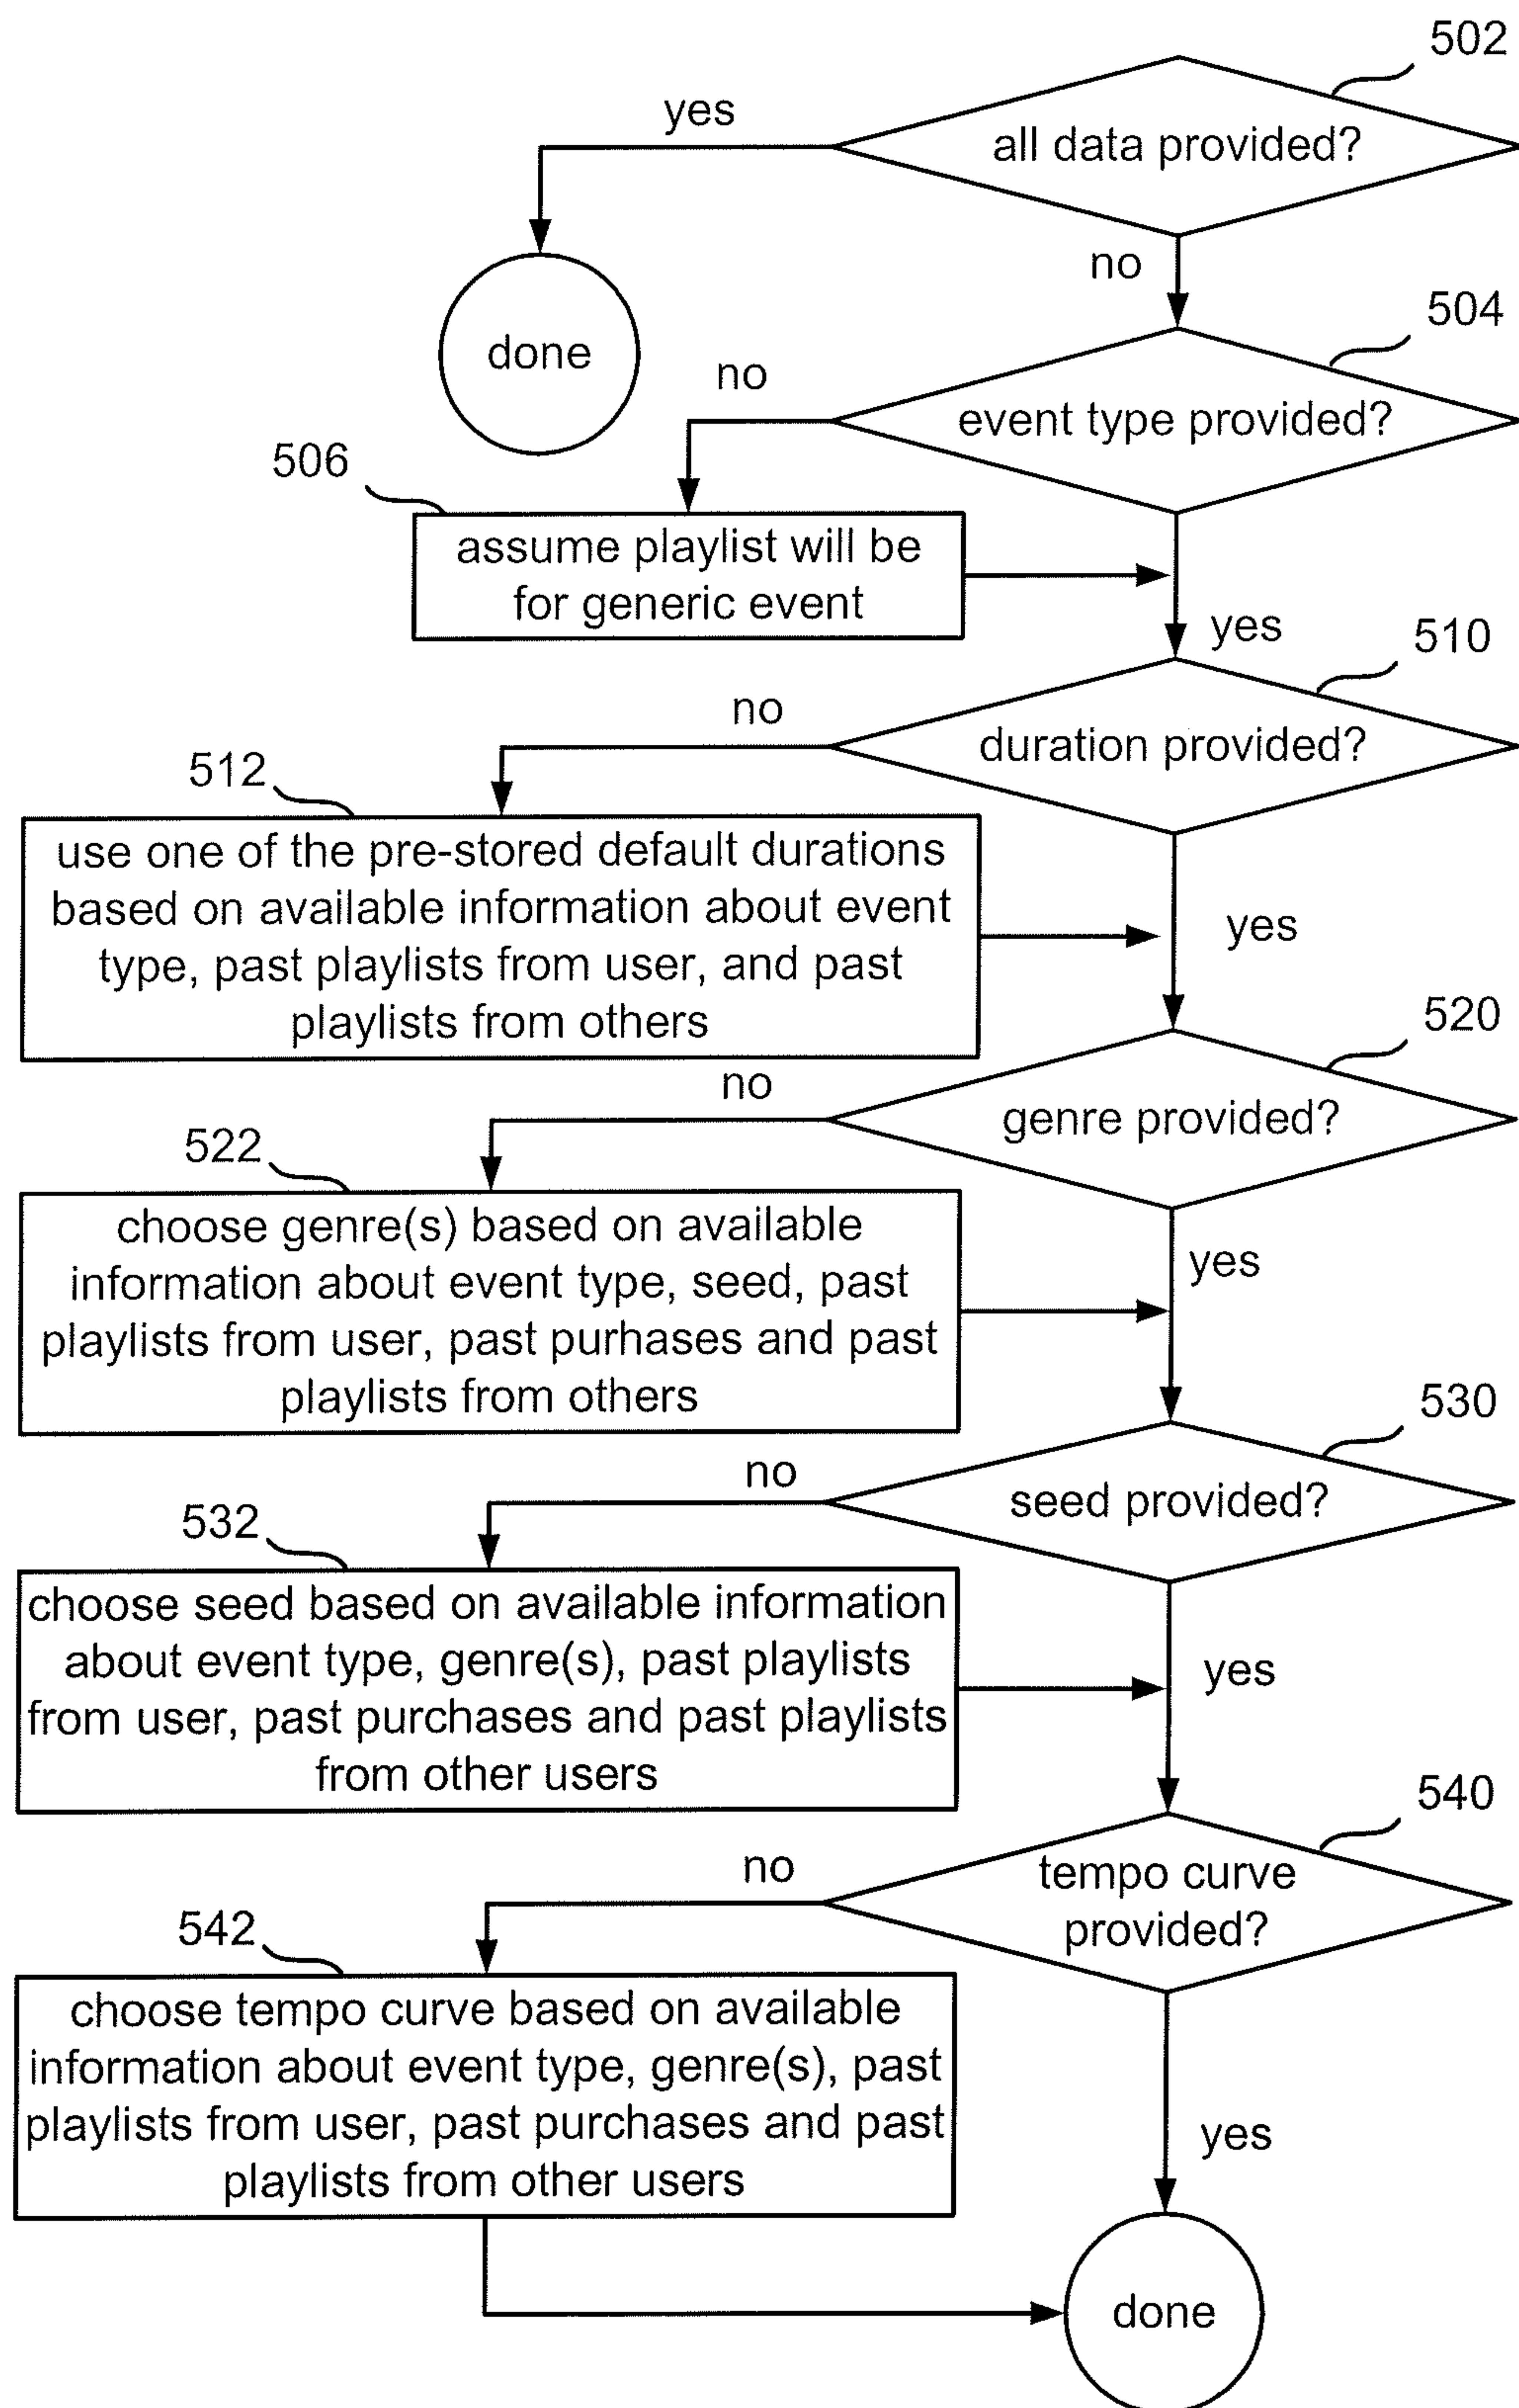 502
yes
all data provided?
no
504
done
no
event type provided?
506
assume playlist will be
for generic event
yes
510
no
duration provided?
512
use one of the pre-stored default durations
based on available information about event
type, past playlists from user, and past
playlists from others
yes
520
no
genre provided?
522
choose genre(s) based on available
information about event type, seed, past
playlists from user, past purhases and past
playlists from others
yes
530
no
seed provided?
532
choose seed based on available information
about event type, genre(s), past playlists
from user, past purchases and past playlists
from other users
yes
540
no
tempo curve
provided?
542
choose tempo curve based on available
information about event type, genre(s), past
playlists from user, past purchases and past
playlists from other users
yes
done